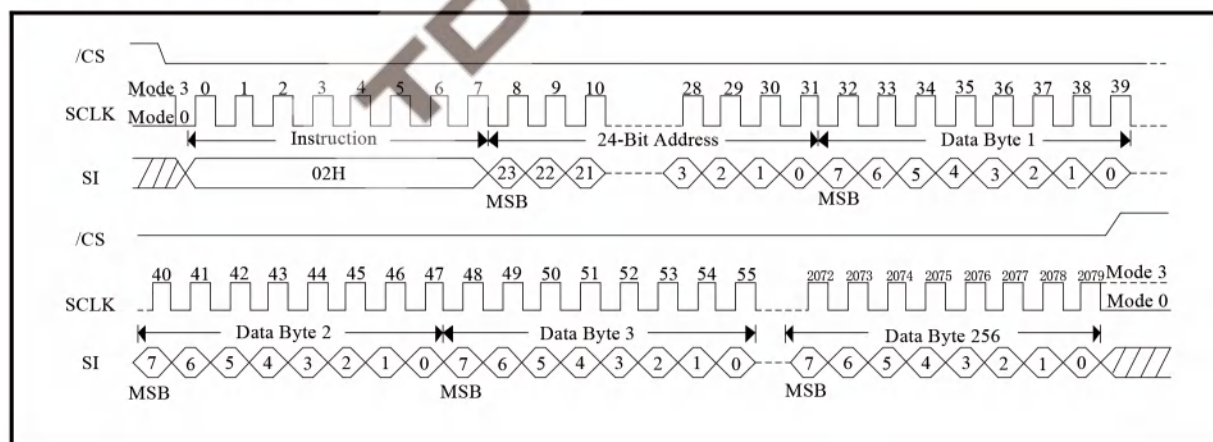 TD
/CS
Mode 3 0 1 2 3 4 5 6 7 8 9 10 28 29 30 31 32 33 34 35 36 37 38 39
SCLK Mode 0
Instruction 24-Bit Address Data Byte 1
SI 02H 23 22 21 3 2 1 0 7 6 5 4 3 2 1 0
MSB MSB
/CS
40 41 42 43 44 45 46 47 48 49 50 51 52 53 54 55 2072 2073 2074 2075 2076 2077 2078 2079 Mode 3
SCLK Mode 0
Data Byte 2 Data Byte 3 Data Byte 256
SI 7 6 5 4 3 2 1 0 7 6 5 4 3 2 1 0 7 6 5 4 3 2 1 0
MSB MSB MSB